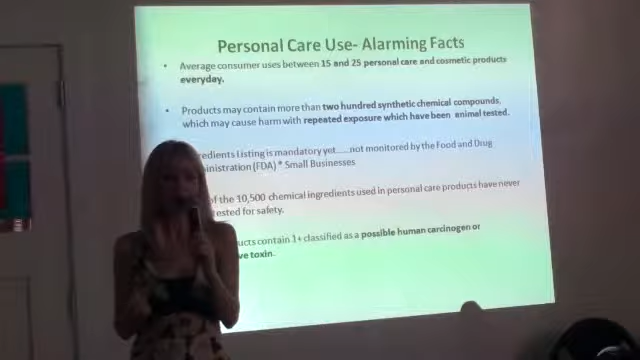 Personal Care Use- Alarming Facts
• Average consumer uses between 15 and 25 personal care and cosmetic products
everyday.
• Products may contain more than two hundred synthetic chemical compounds,
which may cause harm with repeated exposure which have been animal tested.
redients Listing is mandatory yet.....not monitored by the Food and Drug
inistration (FDA) * Small Businesses
of the 10,500 chemical ingredients used in personal care products have never
ested for safety.
ucts contain 1+ classified as a possible human carcinogen or
ve toxin.